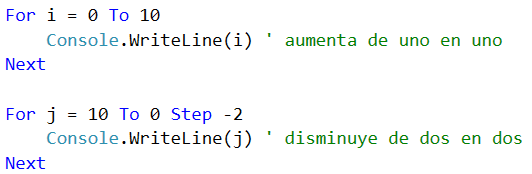 For i = 0 To 10
    Console.WriteLine(i) ' aumenta de uno en uno
Next

For j = 10 To 0 Step -2
    Console.WriteLine(j) ' disminuye de dos en dos
Next